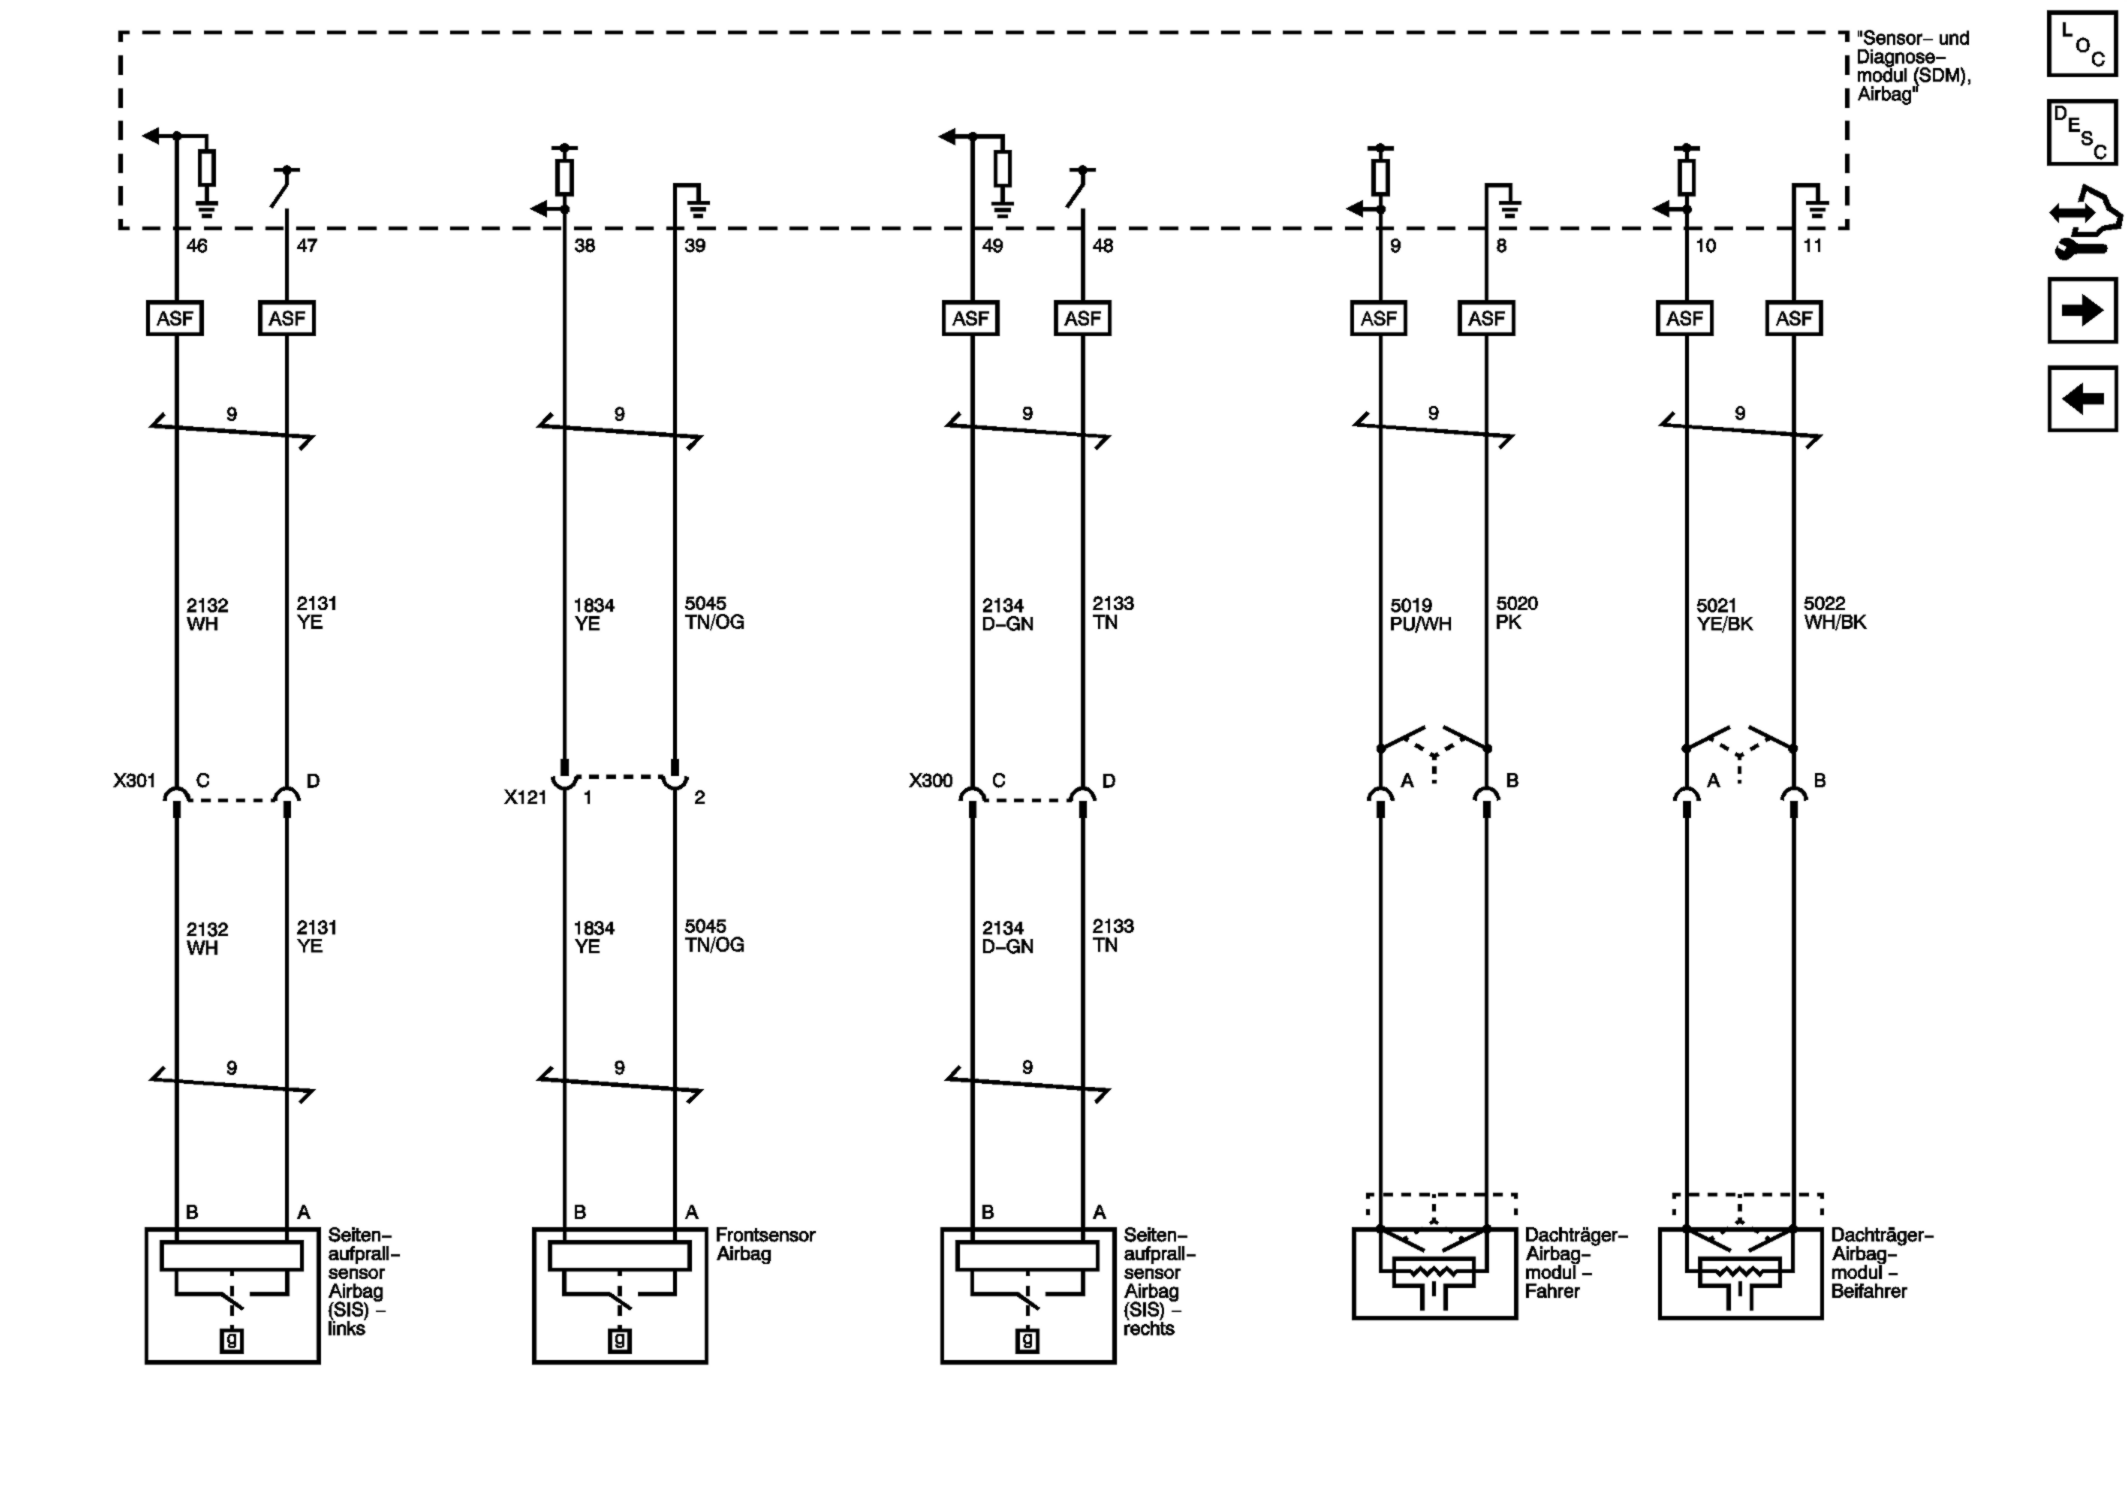 "Sensor– und
Diagnose–
modul (SDM),
Airbag"
L
O
C
D
E
S
C
46 47 38 39 49 48 9 8 10 11
ASF ASF ASF ASF ASF ASF ASF ASF
9 9 9 9 9
2132
WH
2131
YE
1834
YE
5045
TN/OG
2134
D–GN
2133
TN
5019
PU/WH
5020
PK
5021
YE/BK
5022
WH/BK
X301 C D
X121 1 2
X300 C D
A B
A B
2132
WH
2131
YE
1834
YE
5045
TN/OG
2134
D–GN
2133
TN
9 9 9
B A
B A
B A
Seiten–
aufprall–
sensor
Airbag
(SIS) –
links
g
Frontsensor
Airbag
g
Seiten–
aufprall–
sensor
Airbag
(SIS) –
rechts
g
Dachträger–
Airbag–
modul –
Fahrer
Dachträger–
Airbag–
modul –
Beifahrer